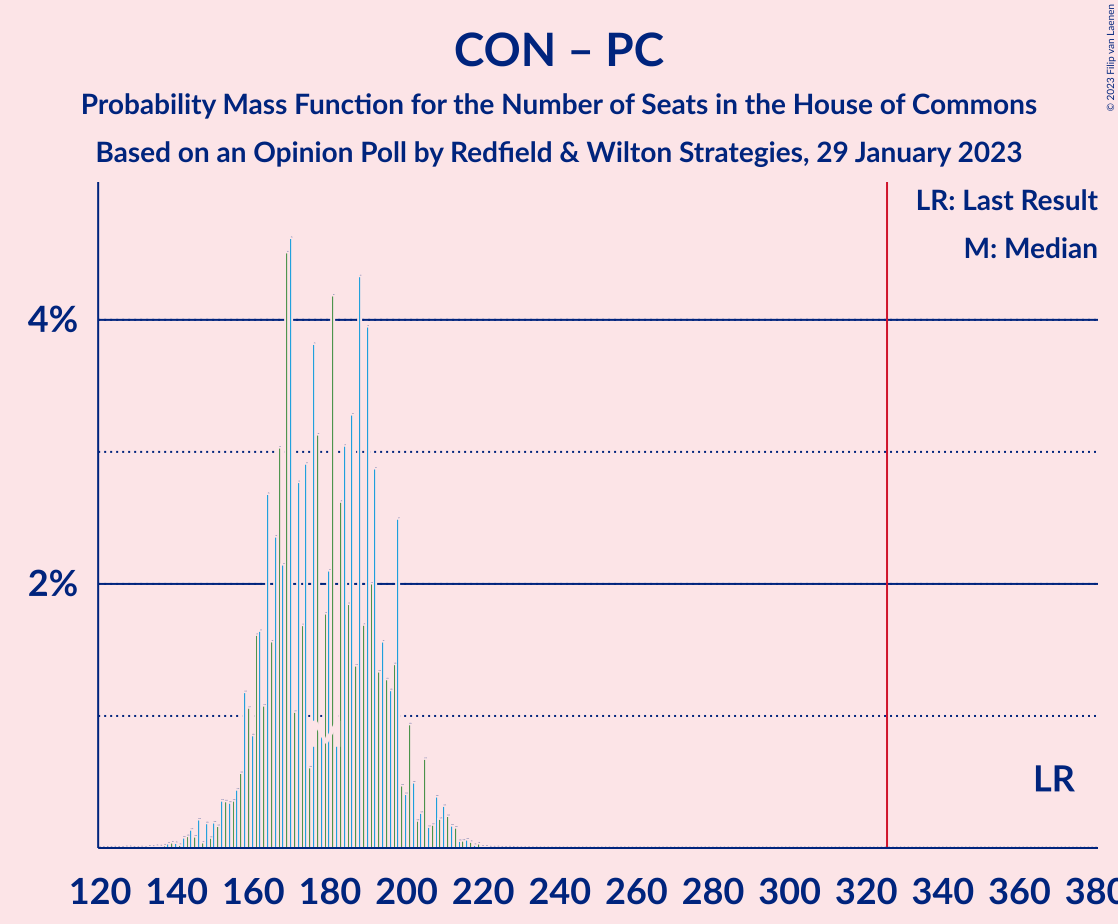 CON – PC
Probability Mass Function for the Number of Seats in the House of Commons
Based on an Opinion Poll by Redfield & Wilton Strategies, 29 January 2023
© 2023 Filip van Laenen
LR: Last Result
M: Median
4%
2%
LR
120 140 160 180 200 220 240 260 280 300 320 340 360 380